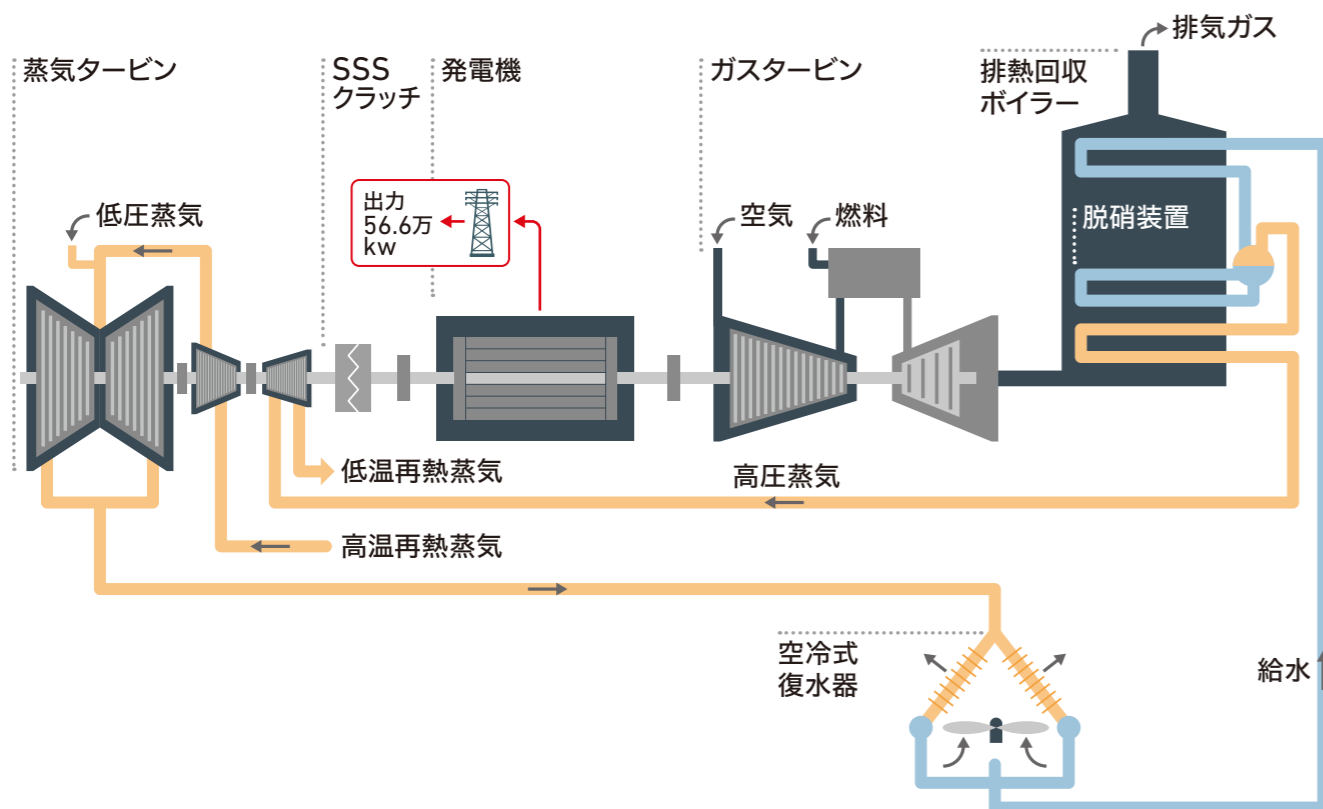 排気ガス
蒸気タービン
SSS
クラッチ
発電機
ガスタービン
排熱回収
ボイラー
出力
56.6万
kw
低圧蒸気
空気
燃料
脱硝装置
低温再熱蒸気
高圧蒸気
高温再熱蒸気
空冷式
復水器
給水